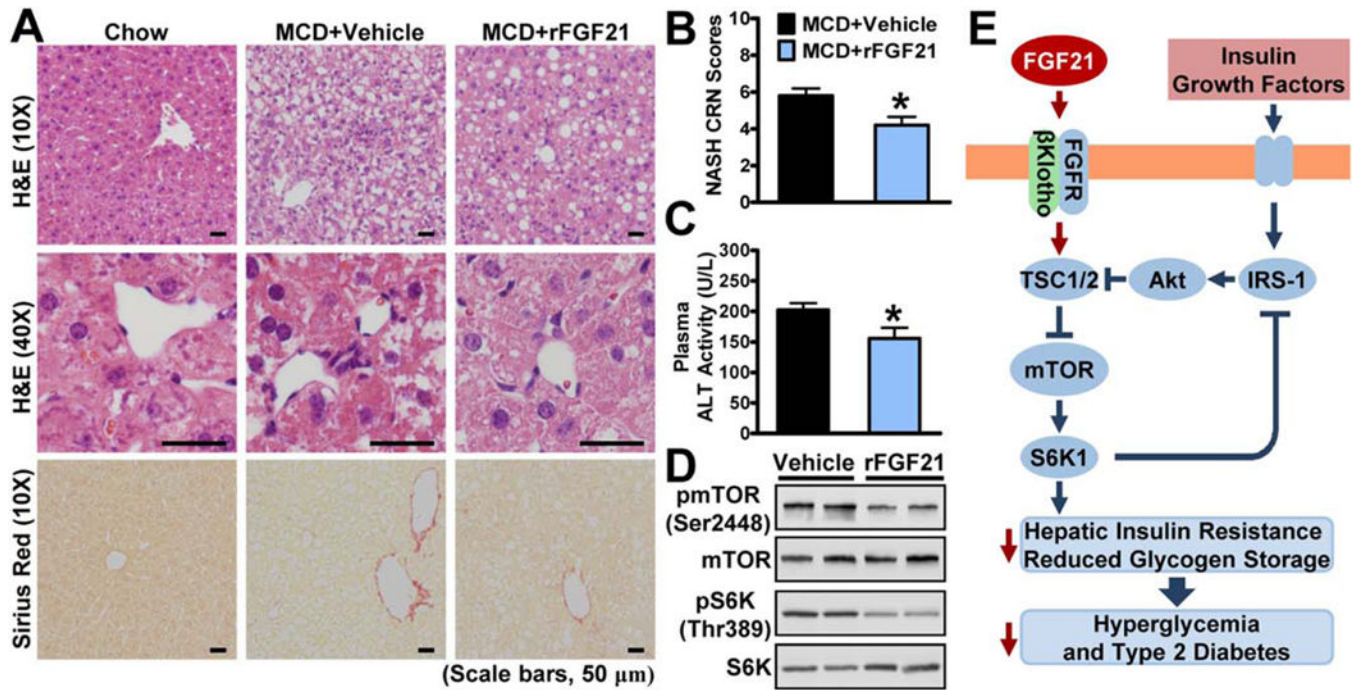 A
Chow
MCD+Vehicle
MCD+rFGF21
H&E (10X)
H&E (40X)
Sirius Red (10X)
(Scale bars, 50 μm)
B
NASH CRN Scores
10
8
6
4
2
0
MCD+Vehicle
MCD+rFGF21
*
C
Plasma
ALT Activity (U/L)
300
250
200
150
100
50
0
*
D
Vehicle rFGF21
pmTOR
(Ser2448)
mTOR
pS6K
(Thr389)
S6K
E
FGF21
Insulin
Growth Factors
βKlotho
FGFR
TSC1/2
Akt
IRS-1
mTOR
S6K1
Hepatic Insulin Resistance
Reduced Glycogen Storage
Hyperglycemia
and Type 2 Diabetes